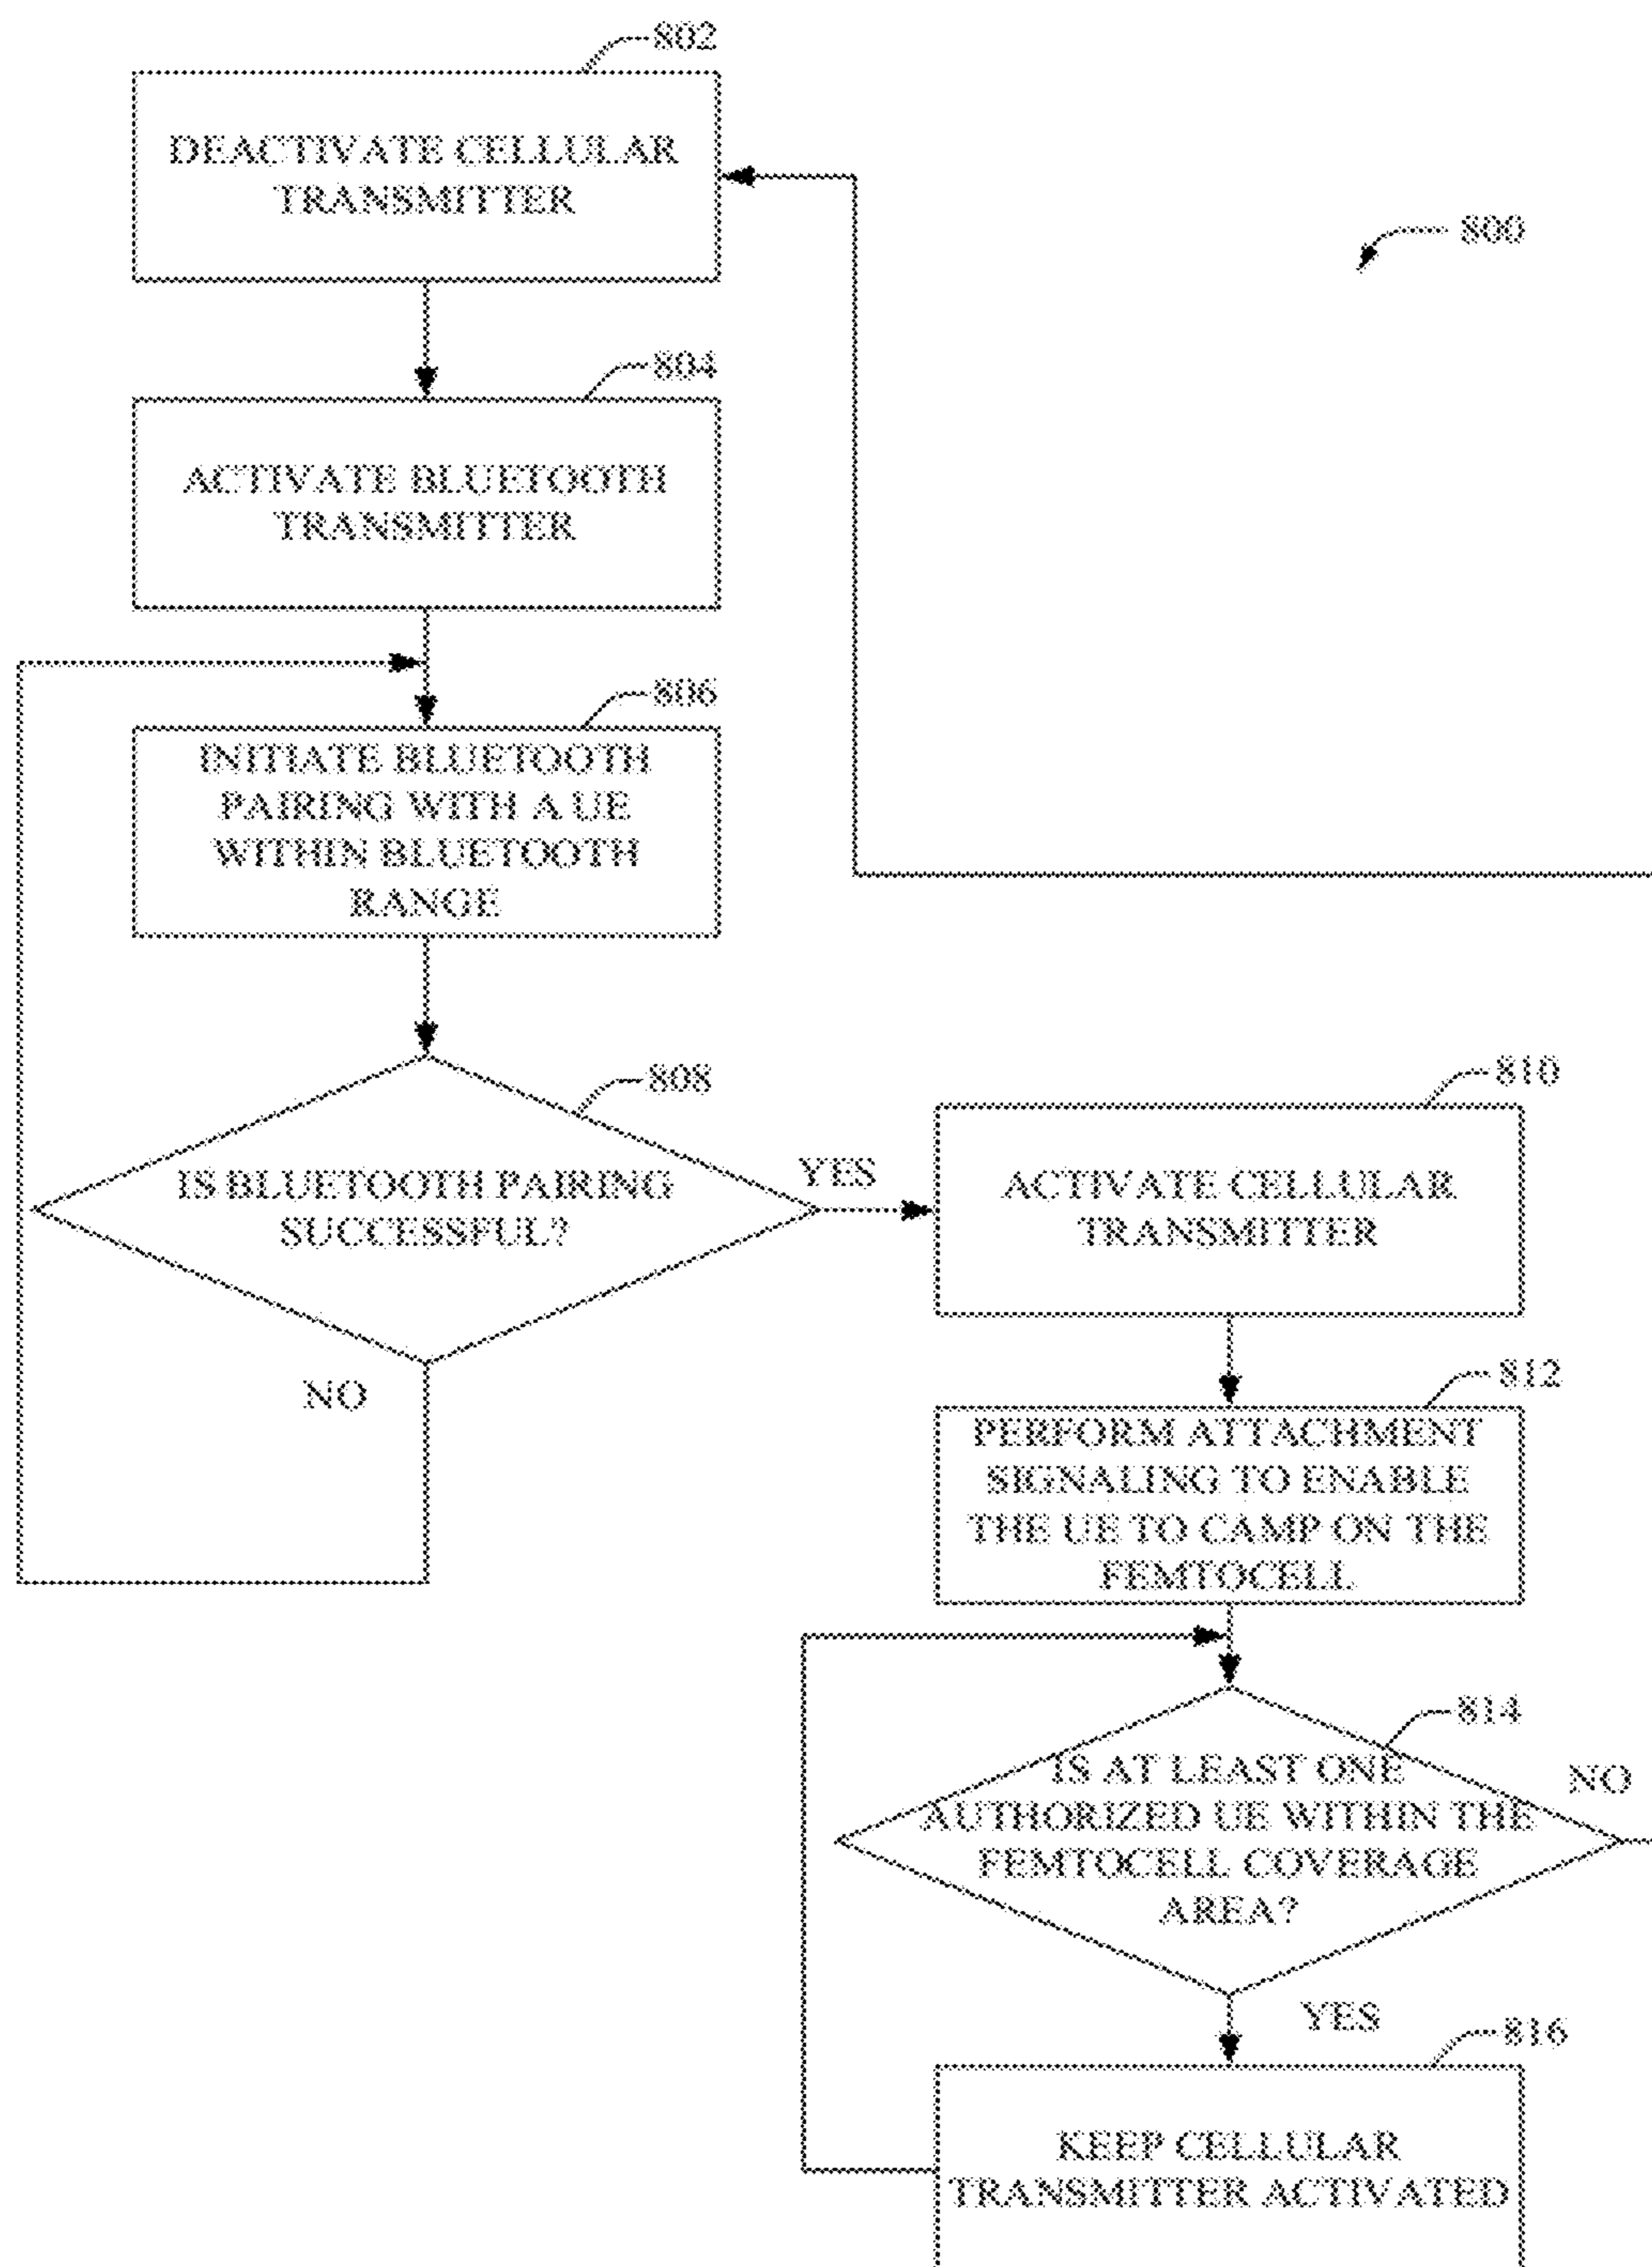 802
DEACTIVATE CELLULAR
TRANSMITTER
800
804
ACTIVATE BLUETOOTH
TRANSMITTER
806
INITIATE BLUETOOTH
PAIRING WITH A UE
WITHIN BLUETOOTH
RANGE
808
IS BLUETOOTH PAIRING
SUCCESSFUL?
YES
NO
810
ACTIVATE CELLULAR
TRANSMITTER
812
PERFORM ATTACHMENT
SIGNALING TO ENABLE
THE UE TO CAMP ON THE
FEMTOCELL
814
IS AT LEAST ONE
AUTHORIZED UE WITHIN THE
FEMTOCELL COVERAGE
AREA?
NO
YES
816
KEEP CELLULAR
TRANSMITTER ACTIVATED